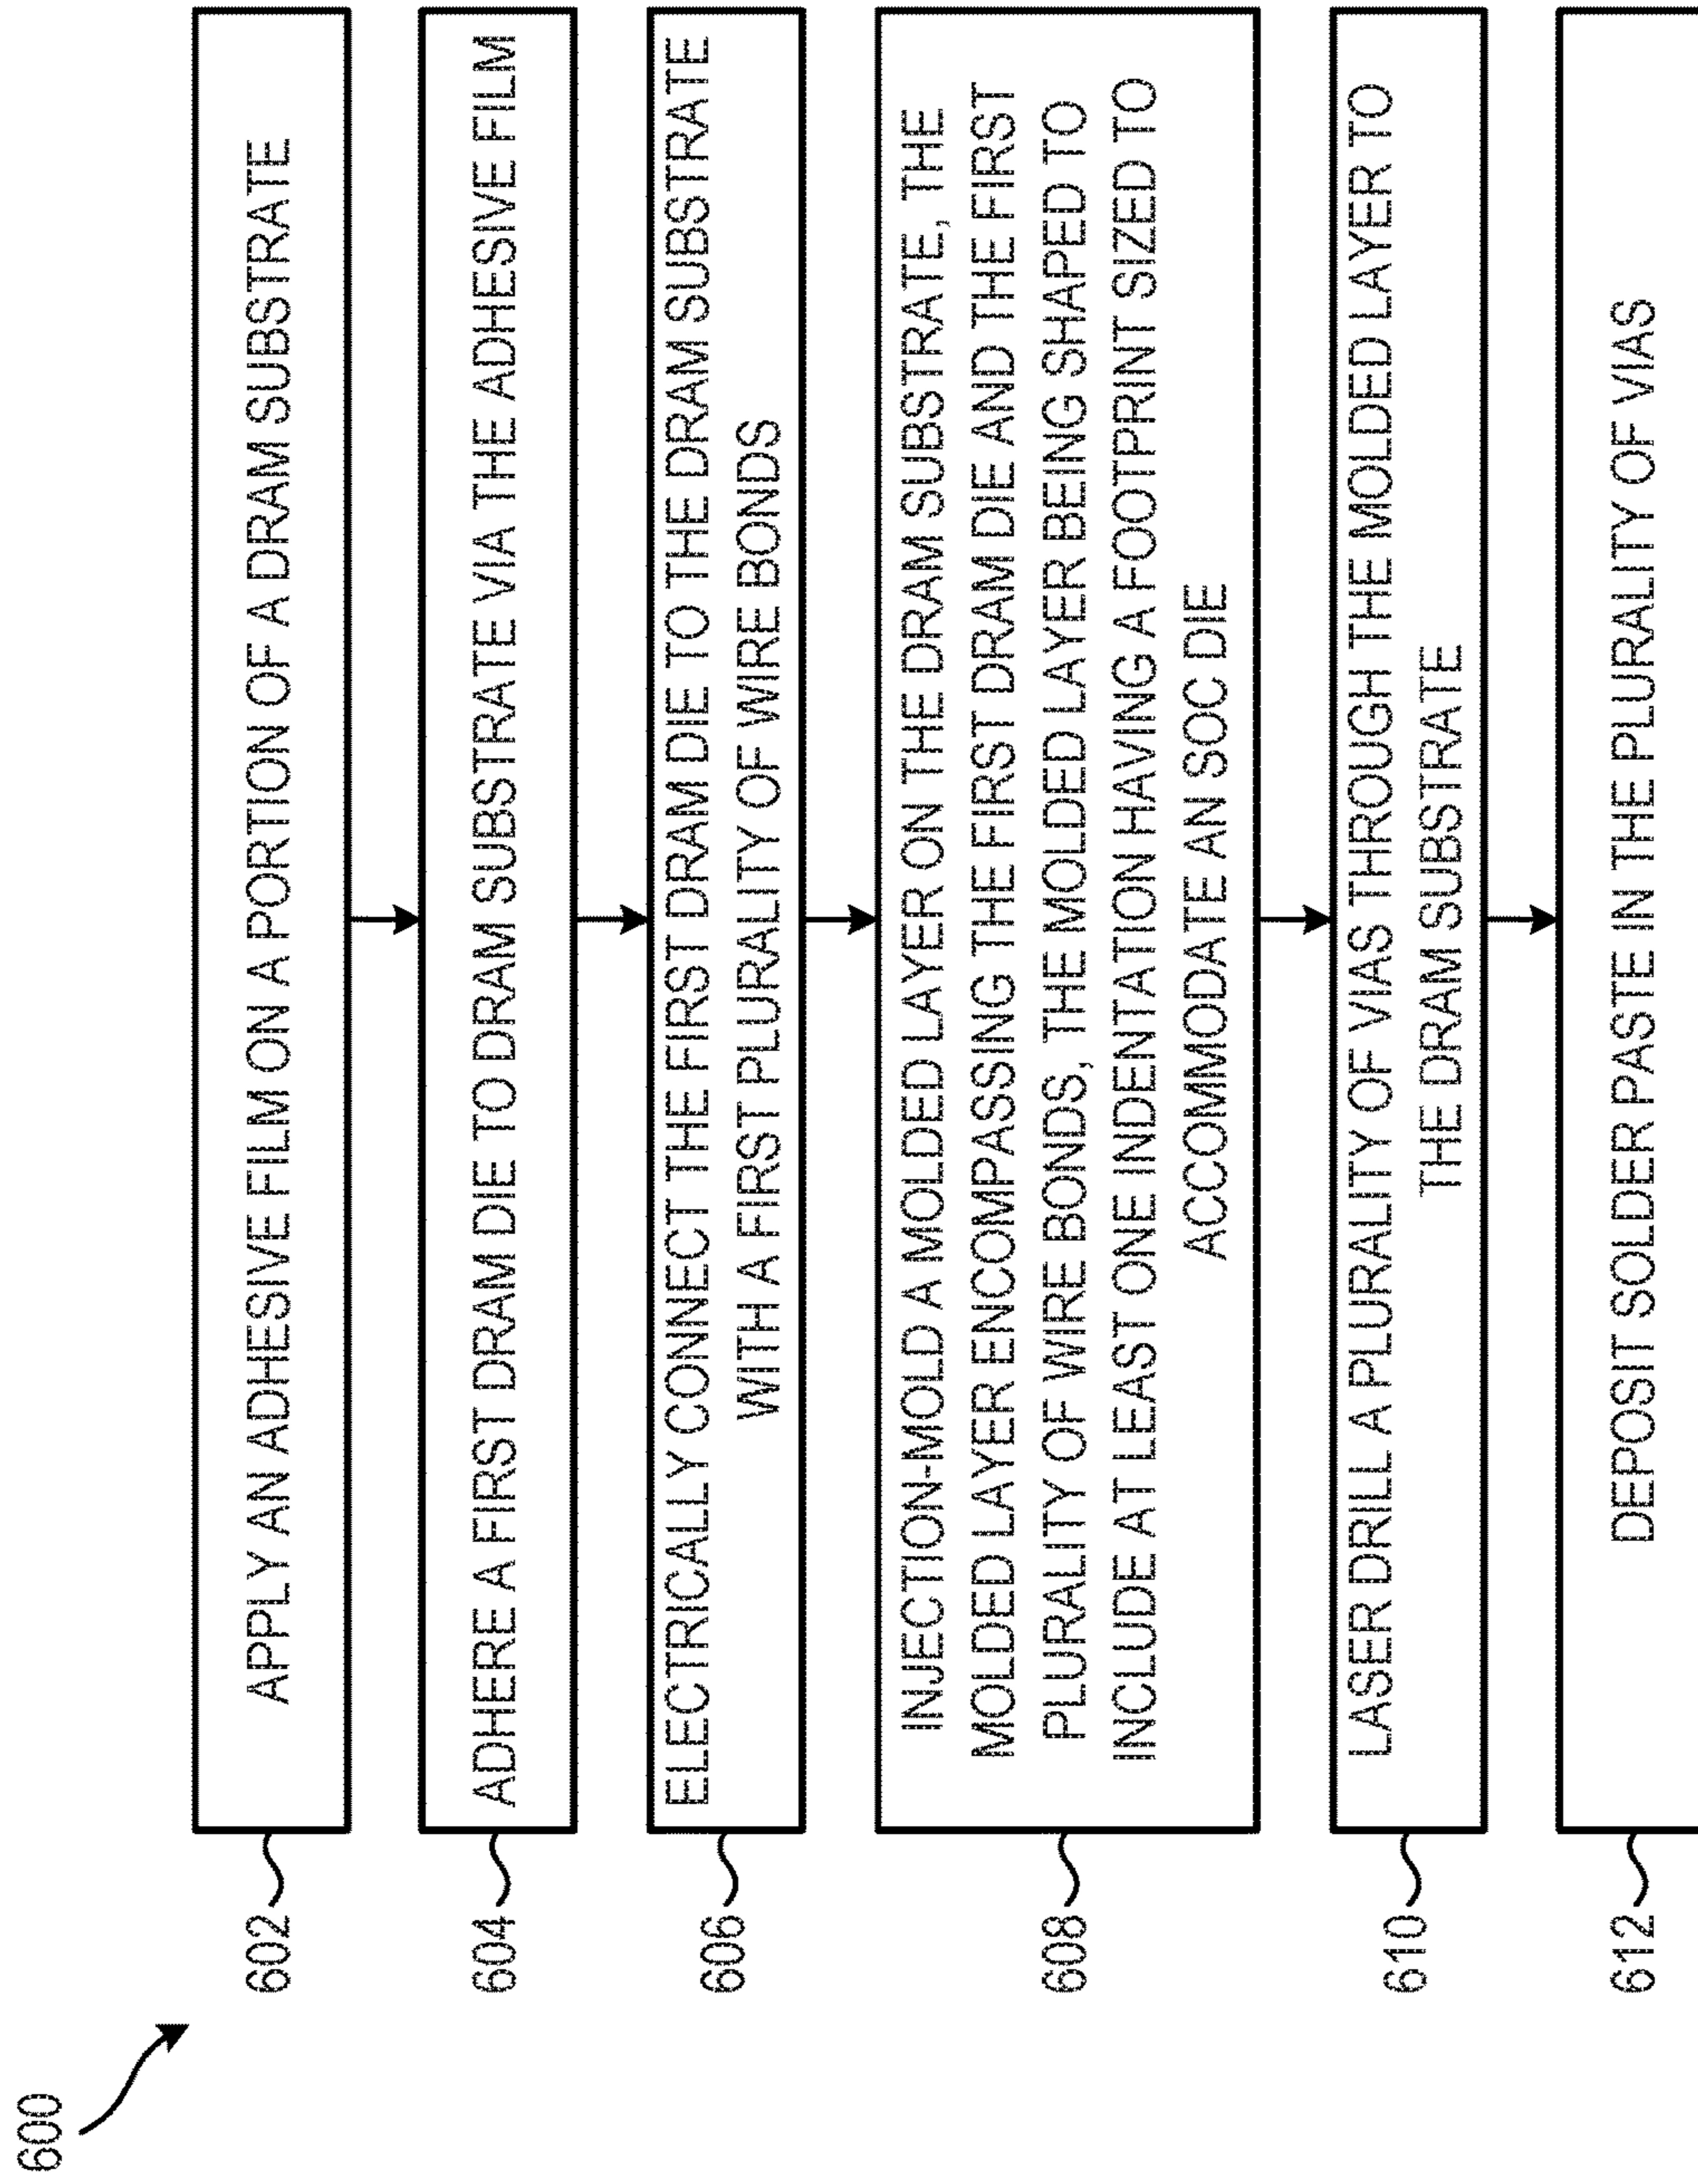 600
602
APPLY AN ADHESIVE FILM ON A PORTION OF A DRAM SUBSTRATE
604
ADHERE A FIRST DRAM DIE TO DRAM SUBSTRATE VIA THE ADHESIVE FILM
606
ELECTRICALLY CONNECT THE FIRST DRAM DIE TO THE DRAM SUBSTRATE
WITH A FIRST PLURALITY OF WIRE BONDS
608
INJECTION-MOLD A MOLDED LAYER ON THE DRAM SUBSTRATE, THE
MOLDED LAYER ENCOMPASSING THE FIRST DRAM DIE AND THE FIRST
PLURALITY OF WIRE BONDS, THE MOLDED LAYER BEING SHAPED TO
INCLUDE AT LEAST ONE INDENTATION HAVING A FOOTPRINT SIZED TO
ACCOMMODATE AN SOC DIE
610
LASER DRILL A PLURALITY OF VIAS THROUGH THE MOLDED LAYER TO
THE DRAM SUBSTRATE
612
DEPOSIT SOLDER PASTE IN THE PLURALITY OF VIAS